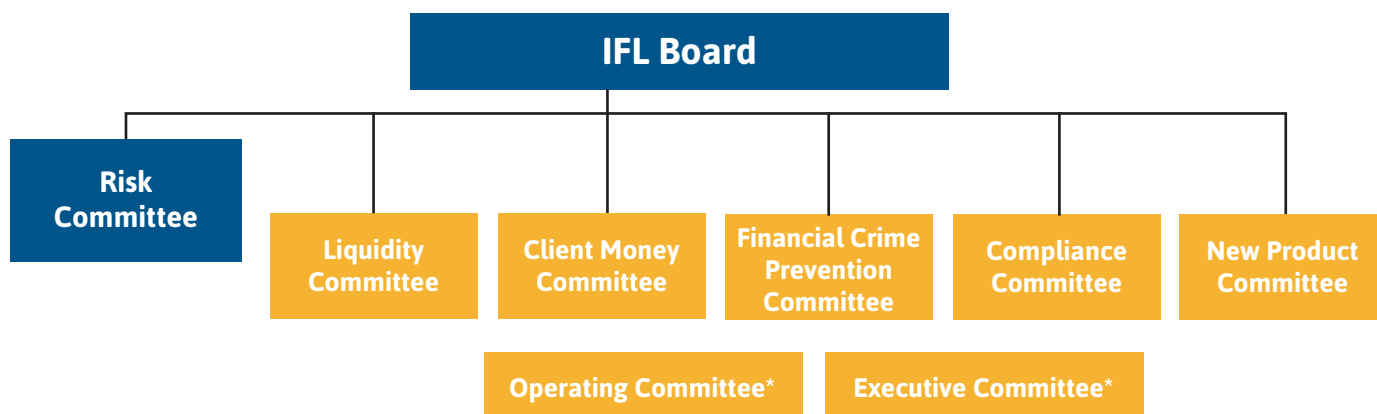 IFL Board
Risk
Committee
Liquidity
Committee
Client Money
Committee
Financial Crime
Prevention
Committee
Compliance
Committee
New Product
Committee
Operating Committee*
Executive Committee*